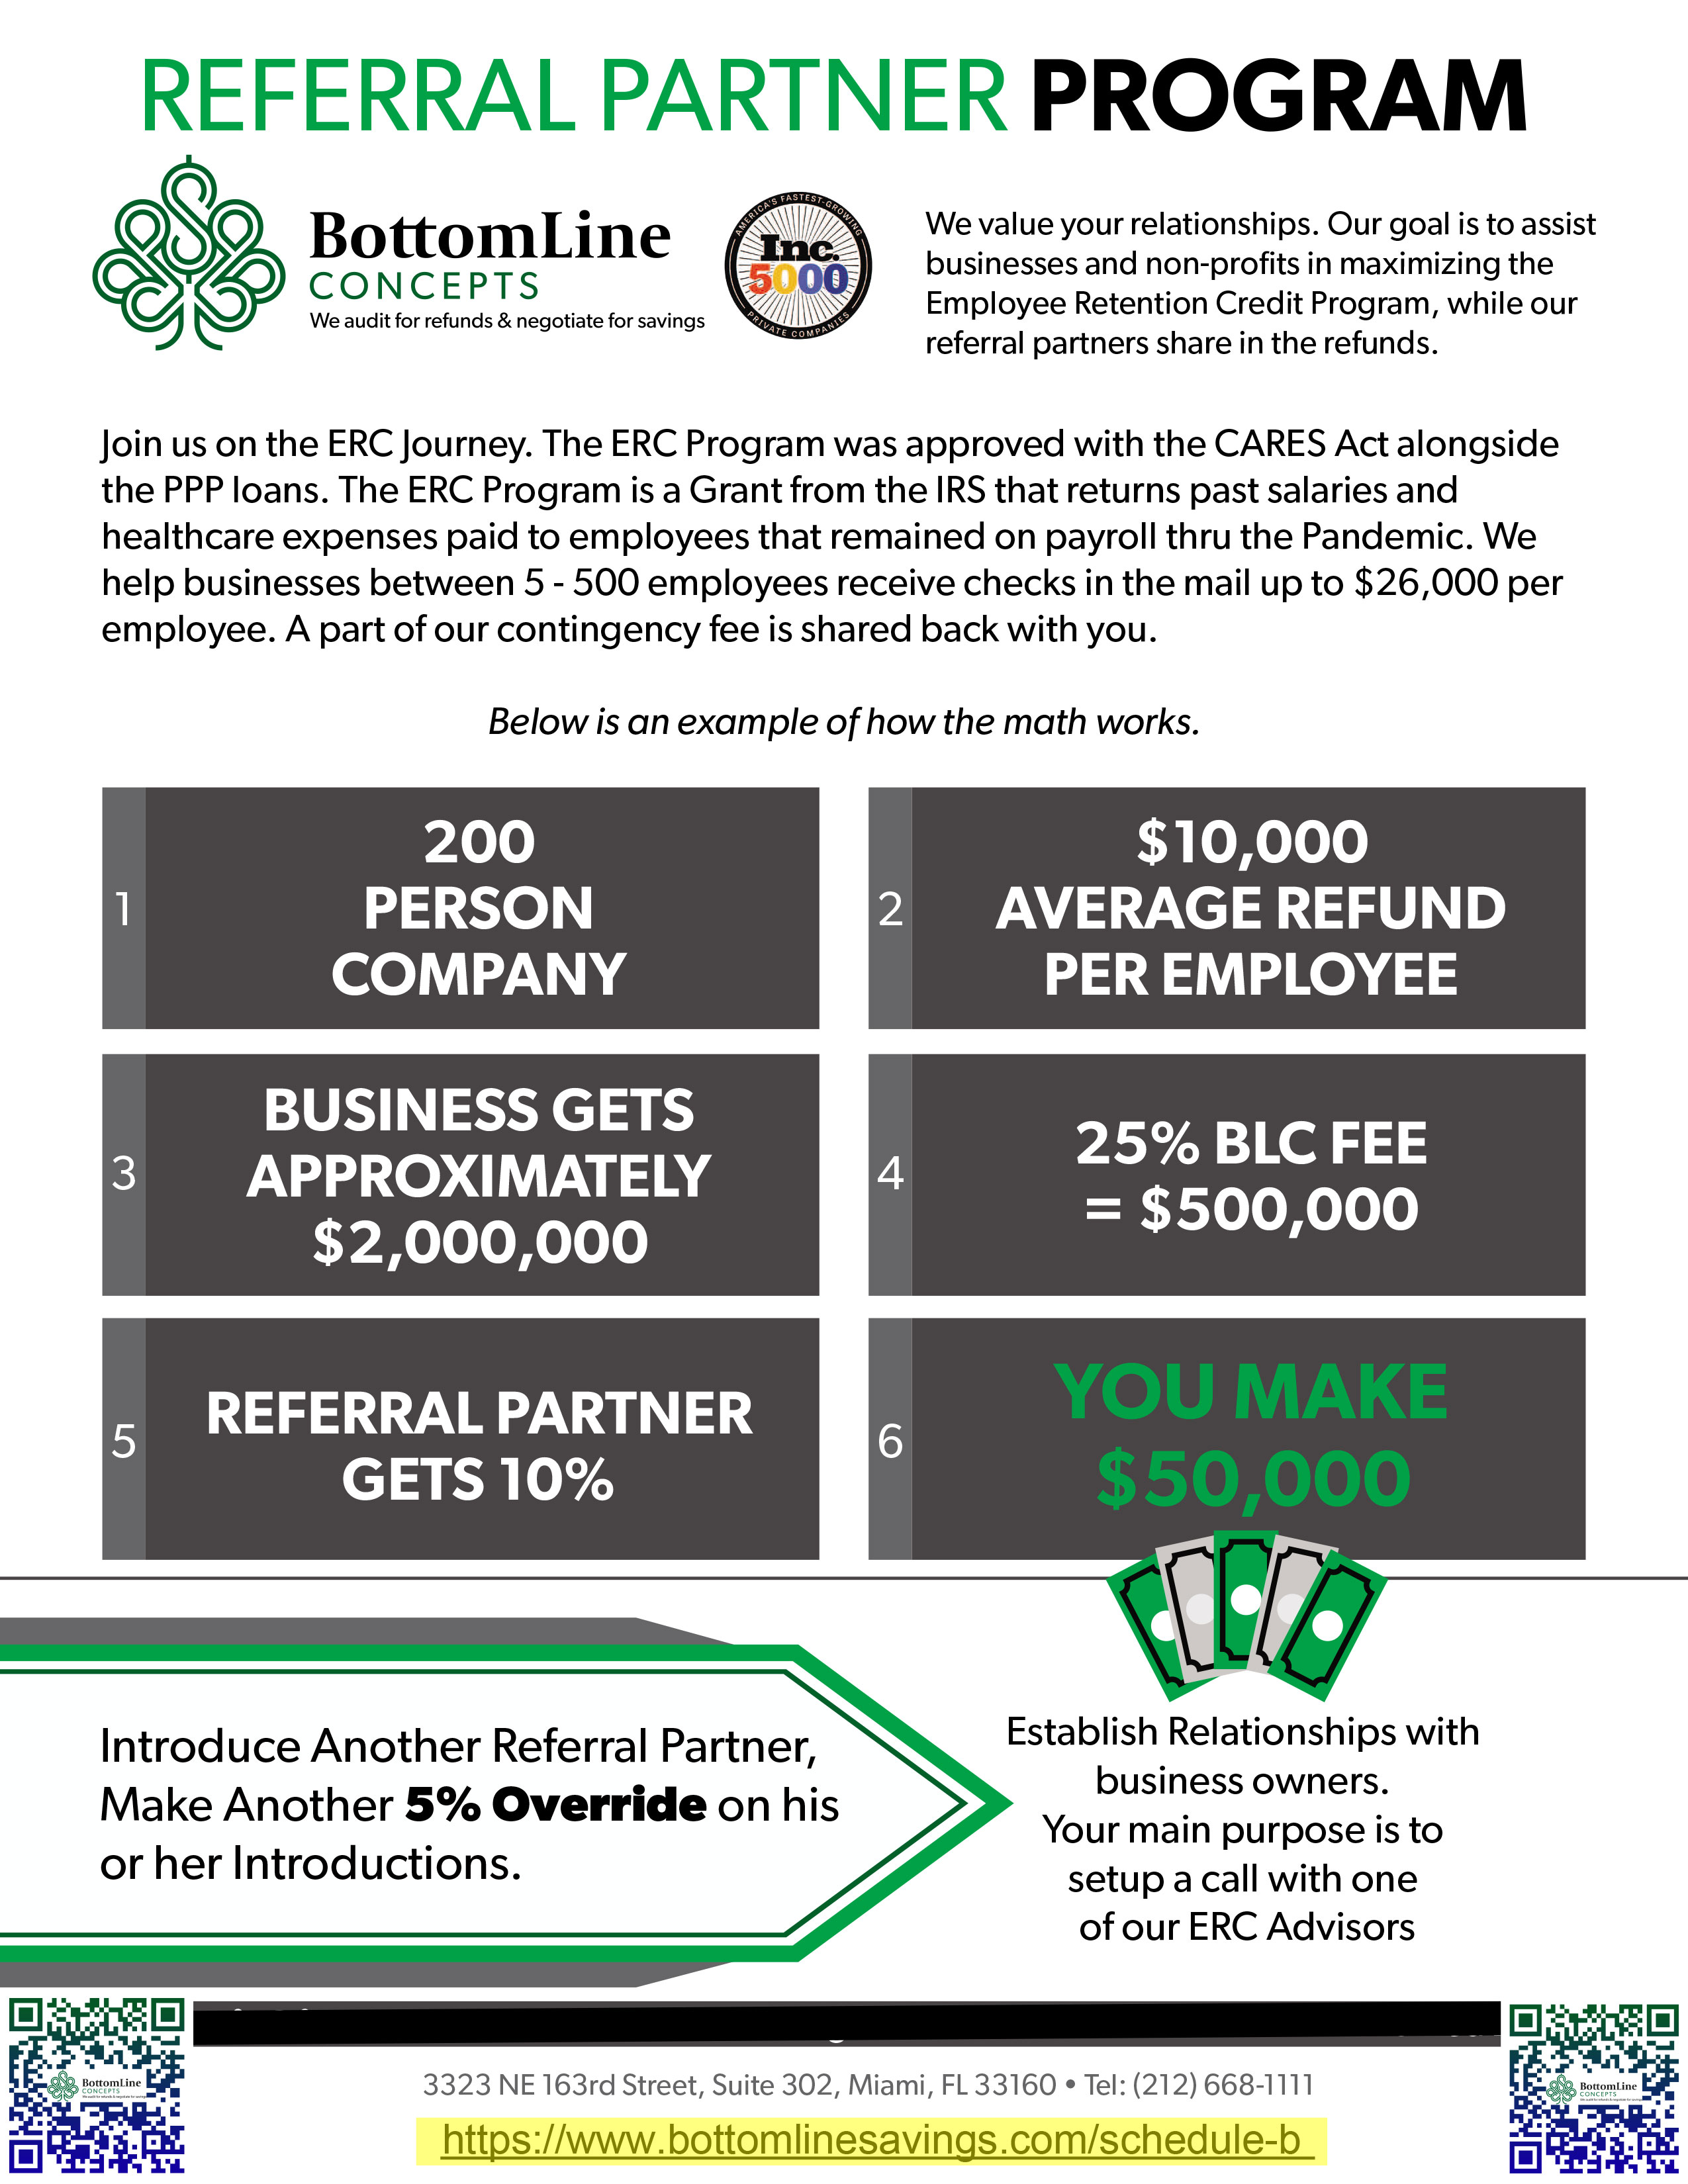 REFERRAL PARTNER PROGRAM
BottomLine
CONCEPTS
We audit for refunds & negotiate for savings
AMERICA'S FASTEST-GROWING
Inc.
5000
PRIVATE COMPANIES
We value your relationships. Our goal is to assist
businesses and non-profits in maximizing the
Employee Retention Credit Program, while our
referral partners share in the refunds.
Join us on the ERC Journey. The ERC Program was approved with the CARES Act alongside
the PPP loans. The ERC Program is a Grant from the IRS that returns past salaries and
healthcare expenses paid to employees that remained on payroll thru the Pandemic. We
help businesses between 5 - 500 employees receive checks in the mail up to $26,000 per
employee. A part of our contingency fee is shared back with you.
Below is an example of how the math works.
1
200
PERSON
COMPANY
2
$10,000
AVERAGE REFUND
PER EMPLOYEE
3
BUSINESS GETS
APPROXIMATELY
$2,000,000
4
25% BLC FEE
= $500,000
5
REFERRAL PARTNER
GETS 10%
6
YOU MAKE
$50,000
Introduce Another Referral Partner,
Make Another 5% Override on his
or her Introductions.
Establish Relationships with
business owners.
Your main purpose is to
setup a call with one
of our ERC Advisors
BottomLine
CONCEPTS
3323 NE 163rd Street, Suite 302, Miami, FL 33160 • Tel: (212) 668-1111
https://www.bottomlinesavings.com/schedule-b
BottomLine
CONCEPTS